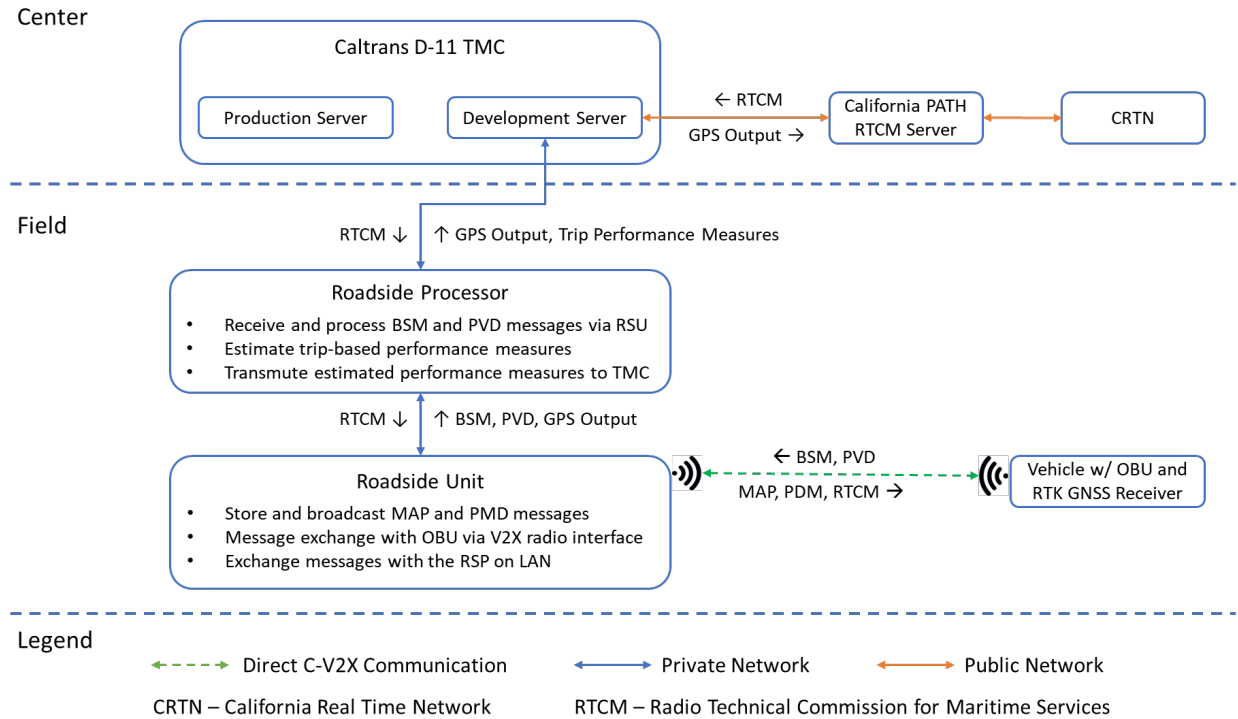 Center
Caltrans D-11 TMC
Production Server
Development Server
← RTCM
GPS Output →
California PATH
RTCM Server
CRTN
Field
RTCM ↓
↑ GPS Output, Trip Performance Measures
Roadside Processor
• Receive and process BSM and PVD messages via RSU
• Estimate trip-based performance measures
• Transmute estimated performance measures to TMC
RTCM ↓
↑ BSM, PVD, GPS Output
Roadside Unit
• Store and broadcast MAP and PMD messages
• Message exchange with OBU via V2X radio interface
• Exchange messages with the RSP on LAN
← BSM, PVD
MAP, PDM, RTCM →
Vehicle w/ OBU and
RTK GNSS Receiver
Legend
Direct C-V2X Communication
Private Network
Public Network
CRTN – California Real Time Network
RTCM – Radio Technical Commission for Maritime Services